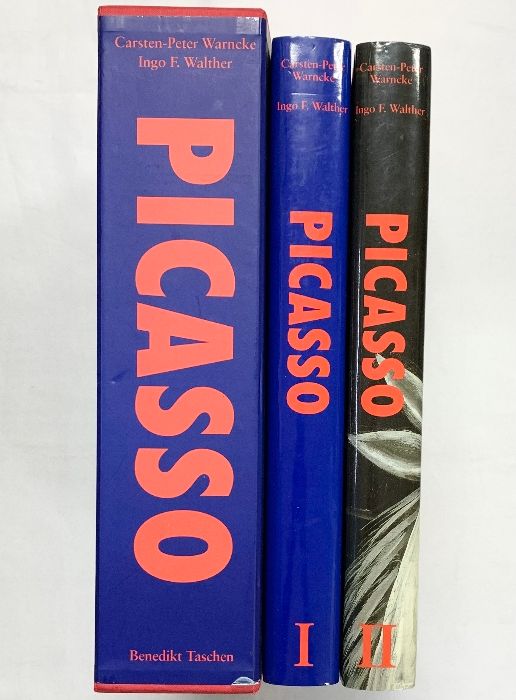 Carsten-Peter Warncke
Ingo F. Walther
PICASSO
Benedikt Taschen
Carsten-Peter
Warncke
Ingo F. Walther
PICASSO
I
Carsten-Peter
Warncke
Ingo F. Walther
PICASSO
II